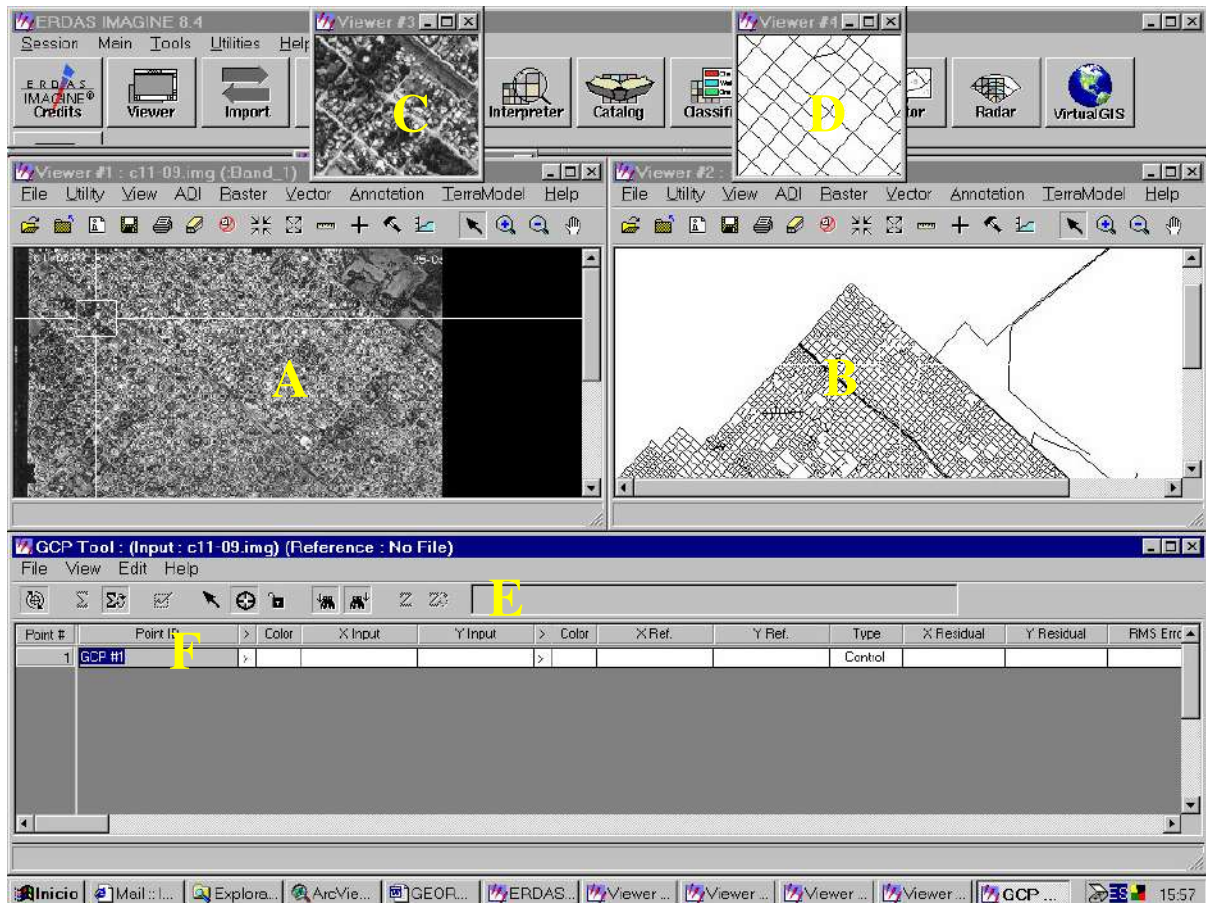 ERDAS IMAGINE 8.4
Viewer #3
Viewer #4
Session Main Tools Utilities Help
ERDAS
IMAGINE®
Credits
Viewer
Import
C
Interpreter
Catalog
Classifi
D
tor
Radar
VirtualGIS
Viewer #1 : c11-09.img (:Band_1)
File Utility View AOI Raster Vector Annotation TerraModel Help
A
Viewer #2 :
File Utility View AOI Raster Vector Annotation TerraModel Help
B
GCP Tool : (Input : c11-09.img) (Reference : No File)
File View Edit Help
E
Point # Point ID > Color X Input Y Input > Color X Ref. Y Ref. Type X Residual Y Residual RMS Erro
1 GCP #1 > > Control
F
Inicio Mail :: I... Explora... ArcVie... GEOR... ERDAS... Viewer ... Viewer ... Viewer ... Viewer ... GCP ... ES 15:57